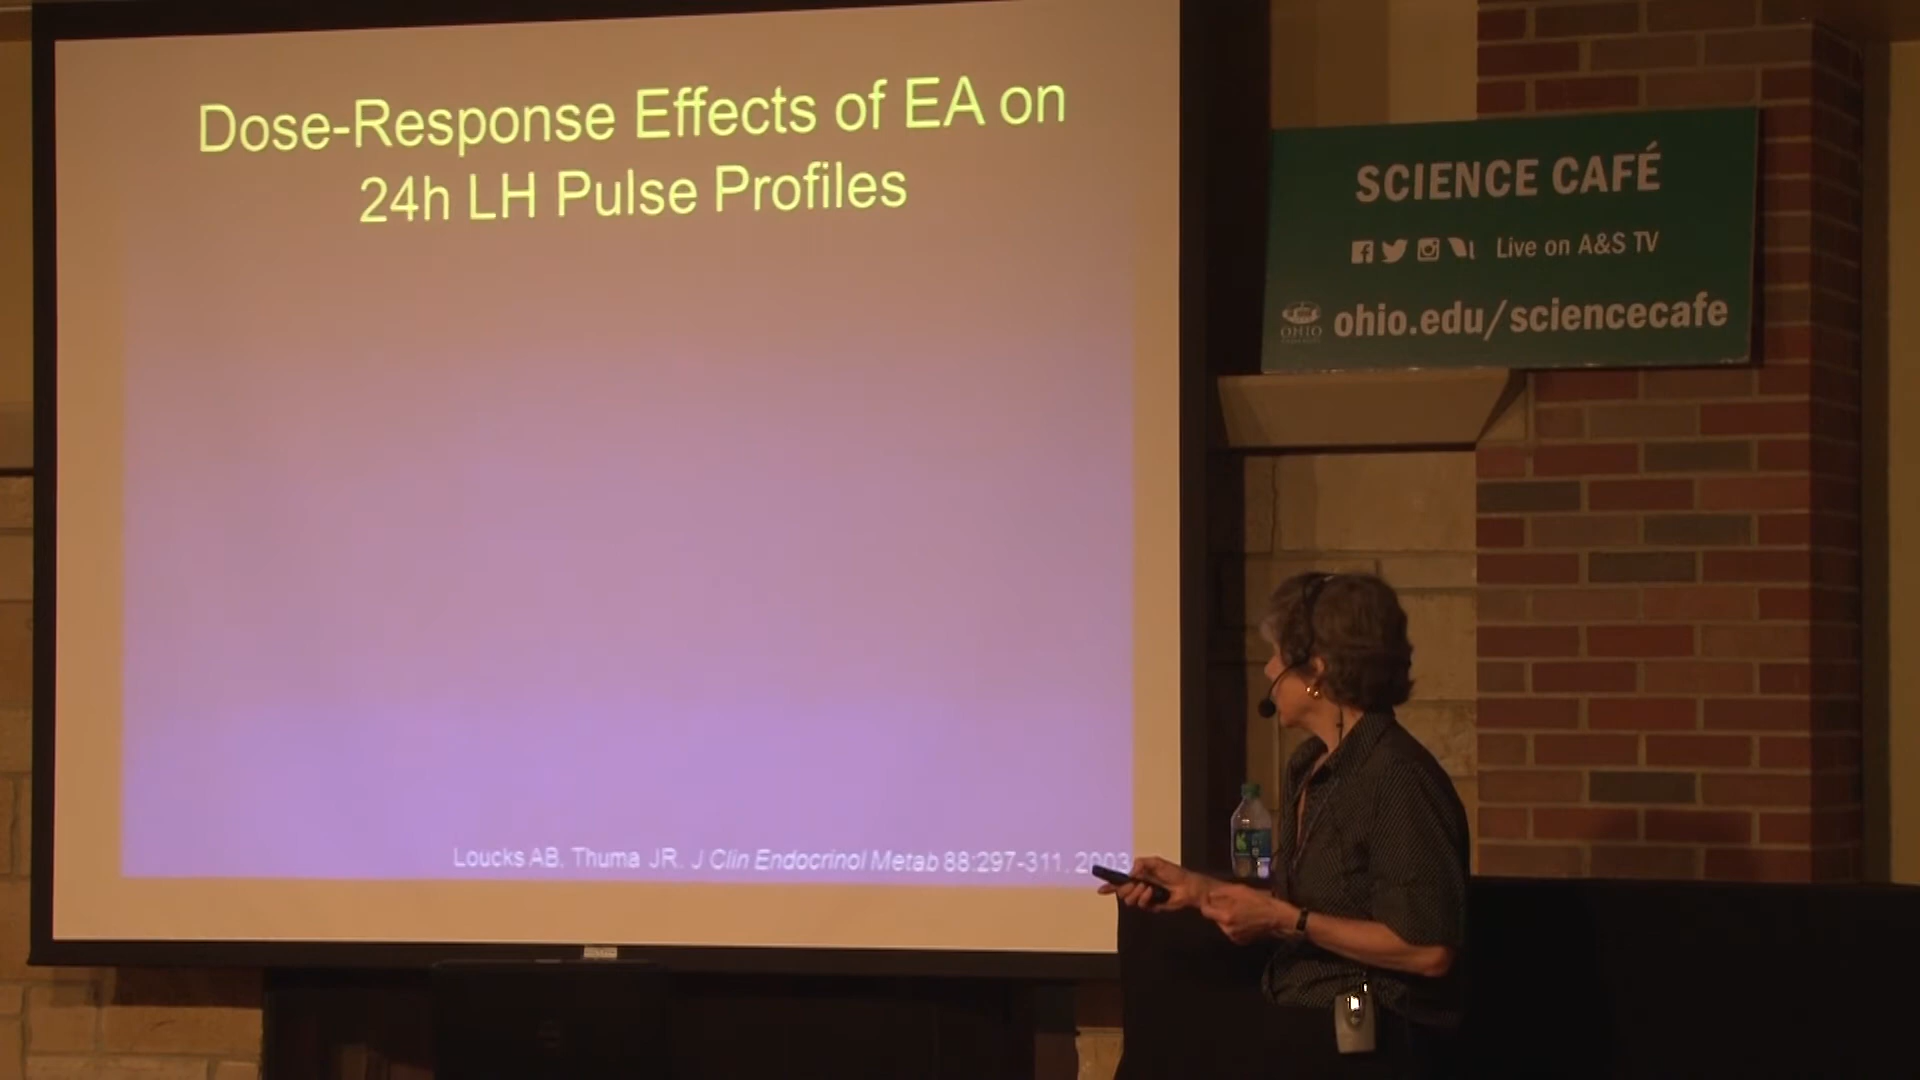 Dose-Response Effects of EA on
24h LH Pulse Profiles
Loucks AB, Thuma JR. J Clin Endocrinol Metab 88:297-311, 2003
SCIENCE CAFÉ
Live on A&S TV
ohio.edu/sciencecafe
OHIO